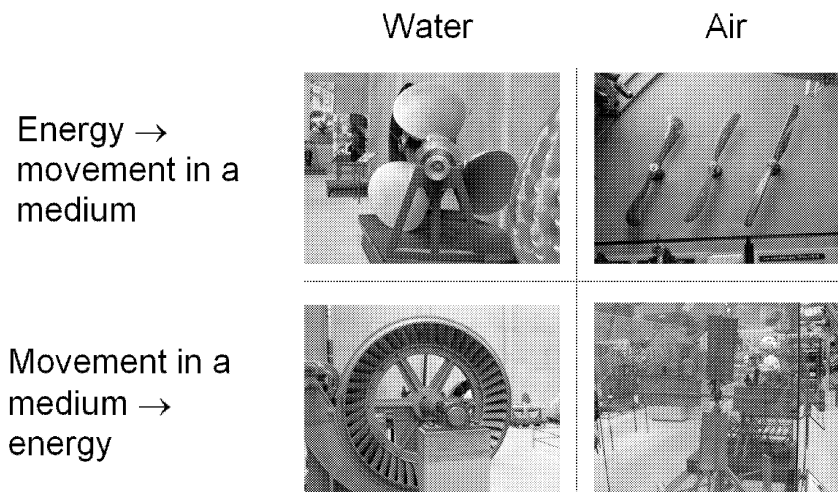 Water
Air
Energy →
movement in a
medium
Movement in a
medium →
energy